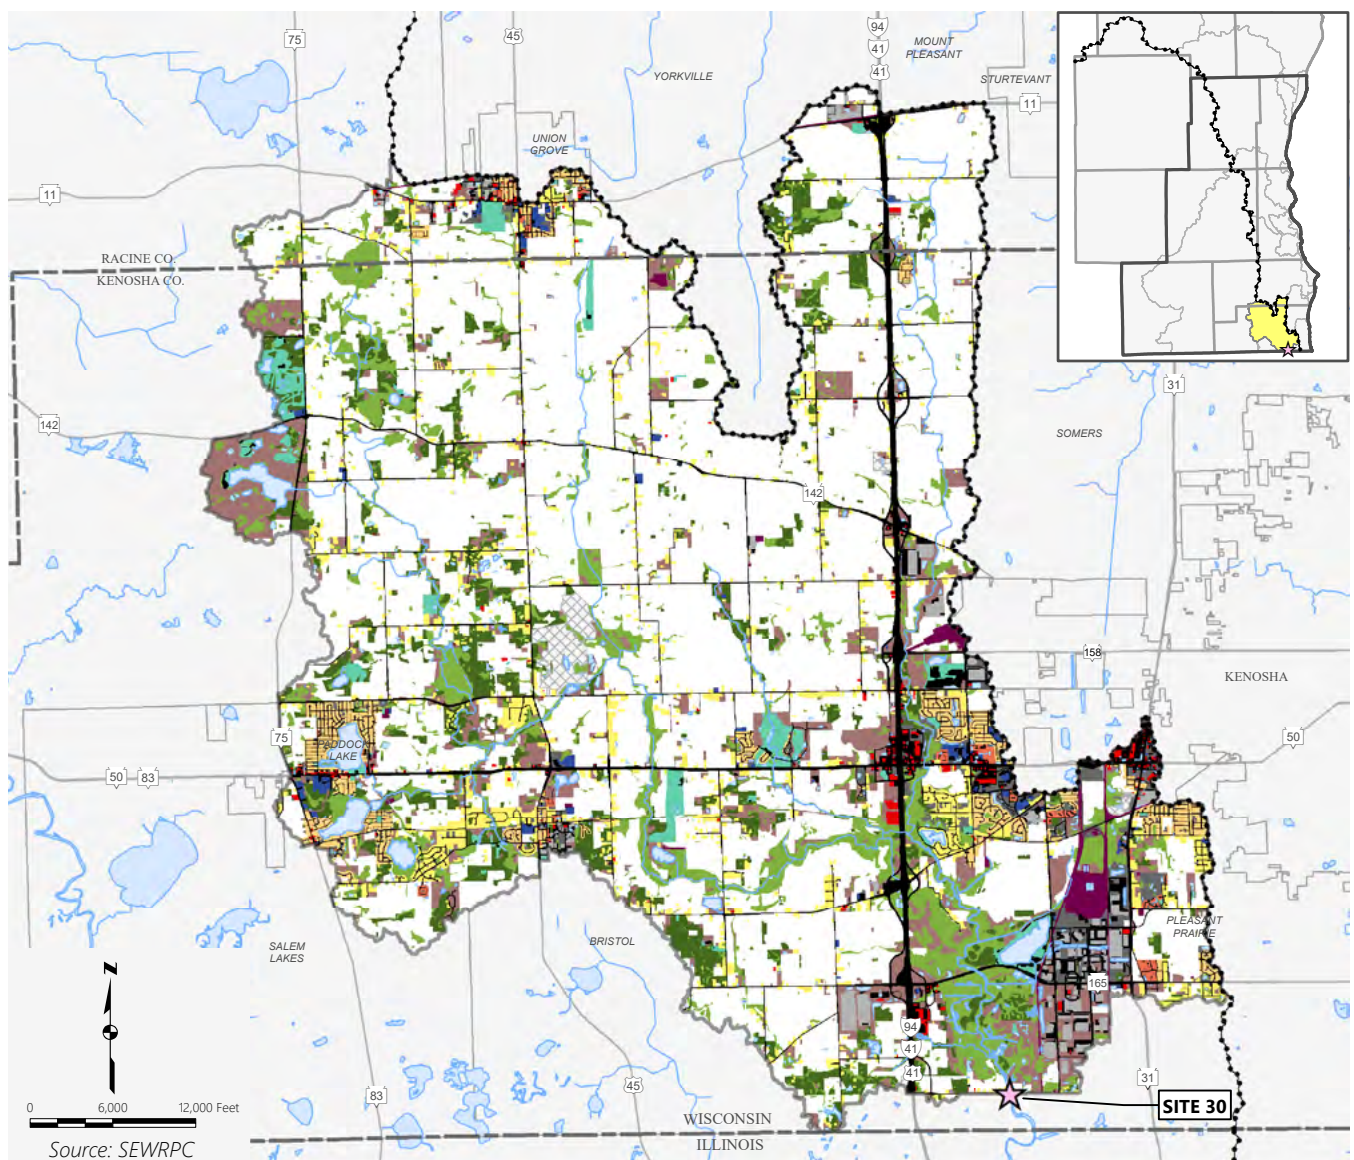 75
45
94
41
41
MOUNT
PLEASANT
YORKVILLE
STURTEVANT
11
UNION
GROVE
11
RACINE CO.
KENOSHA CO.
31
142
SOMERS
142
158
KENOSHA
75
PADDOCK
LAKE
50
50
83
PLEASANT
PRAIRIE
SALEM
LAKES
BRISTOL
165
N
94
41
41
31
45
83
SITE 30
0
6,000
12,000 Feet
WISCONSIN
ILLINOIS
Source: SEWRPC